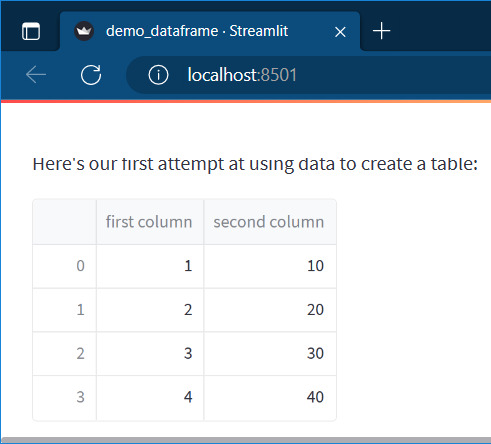 demo_dataframe · Streamlit
localhost:8501
Here's our first attempt at using data to create a table:
first column second column
0 1 10
1 2 20
2 3 30
3 4 40